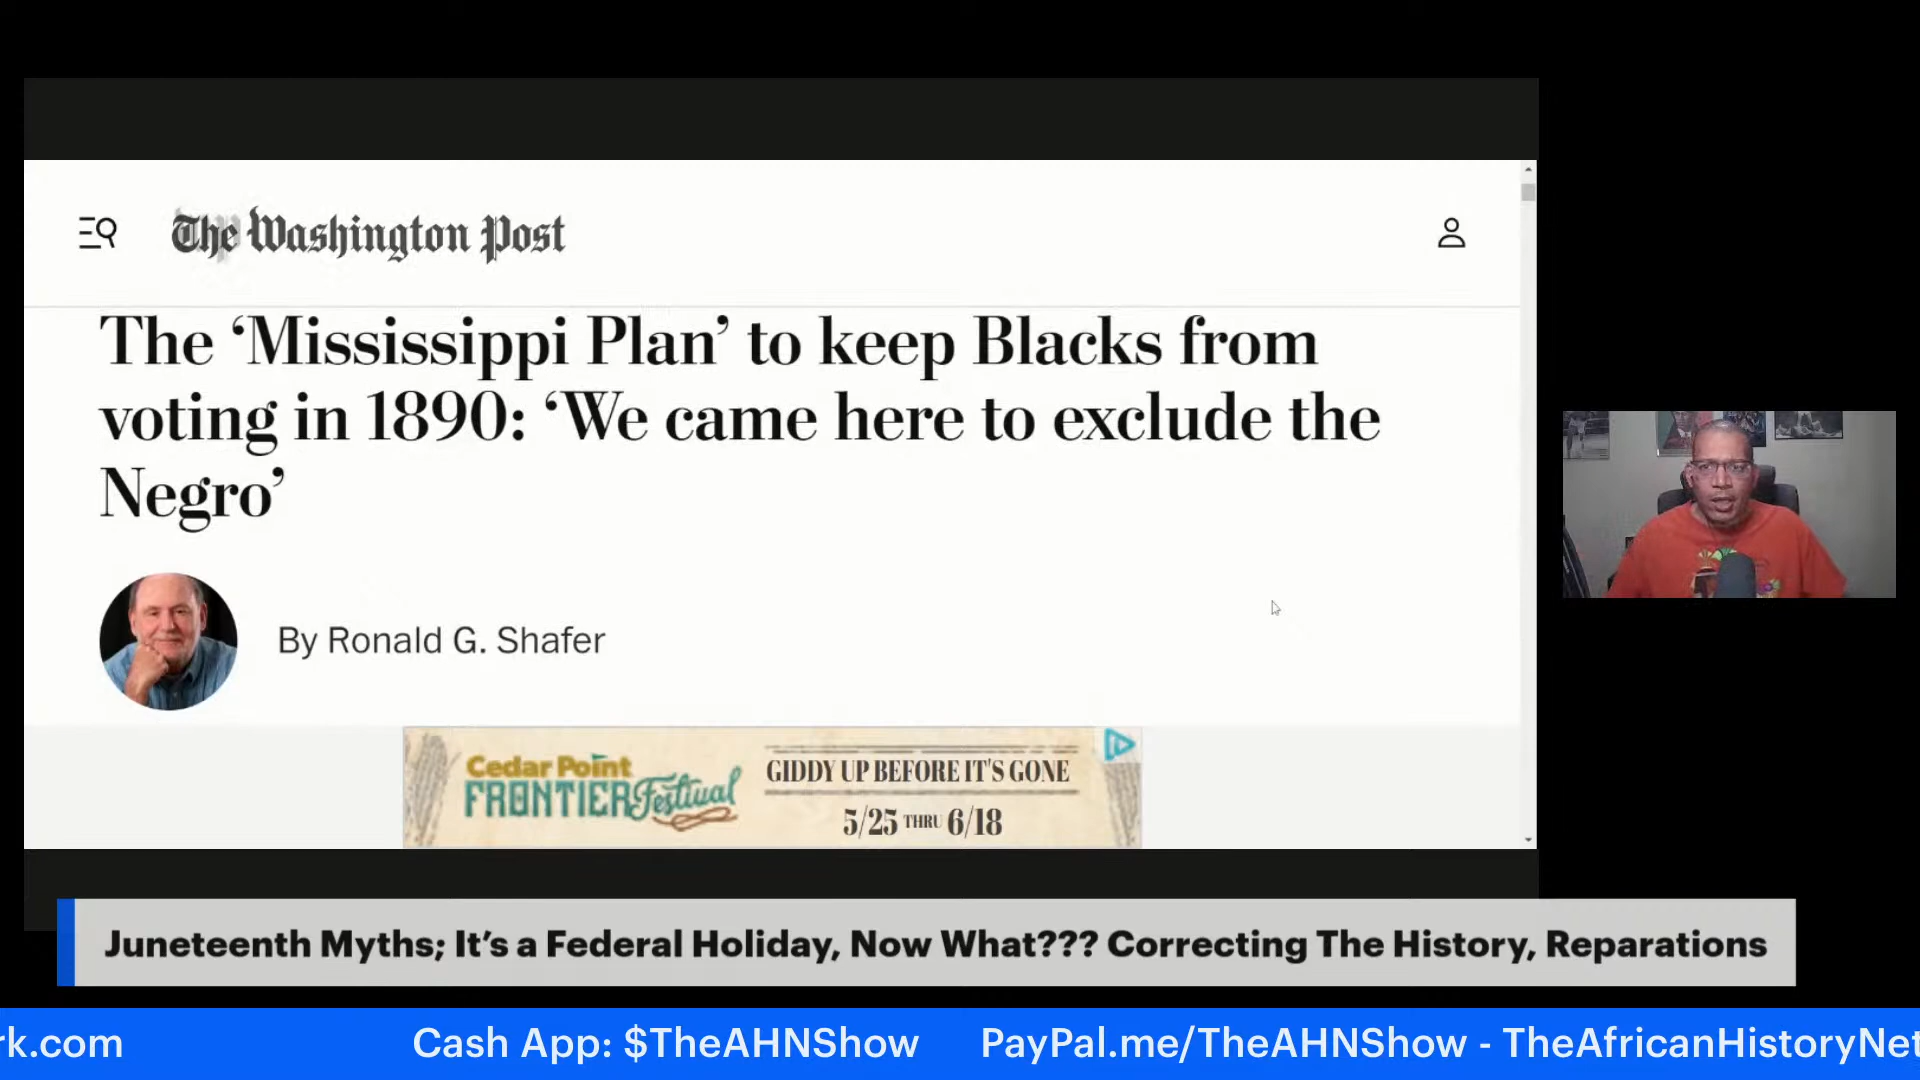 The Washington Post
The ‘Mississippi Plan’ to keep Blacks from
voting in 1890: ‘We came here to exclude the
Negro’
By Ronald G. Shafer
Cedar Point
FRONTIER Festival
GIDDY UP BEFORE IT'S GONE
5/25 THRU 6/18
Juneteenth Myths; It’s a Federal Holiday, Now What??? Correcting The History, Reparations
rk.com Cash App: $TheAHNShow PayPal.me/TheAHNShow - TheAfricanHistoryNet